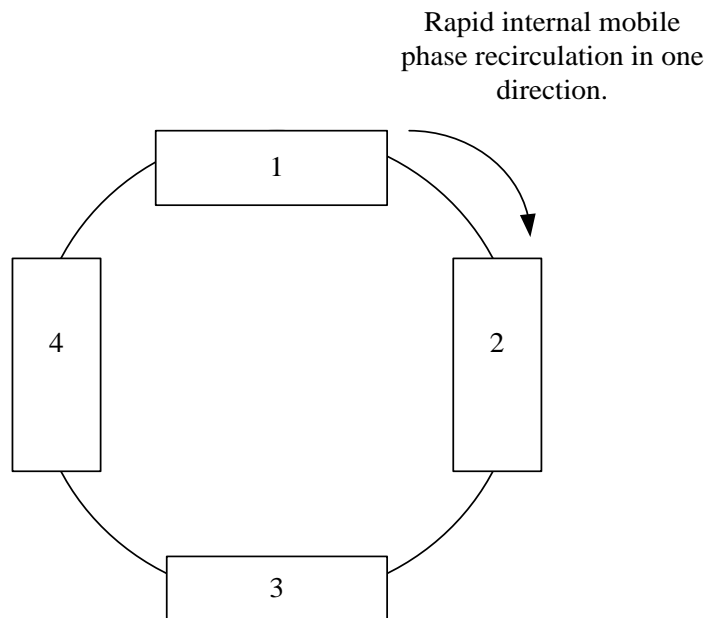 Rapid internal mobile
phase recirculation in one
direction.
1
4
2
3